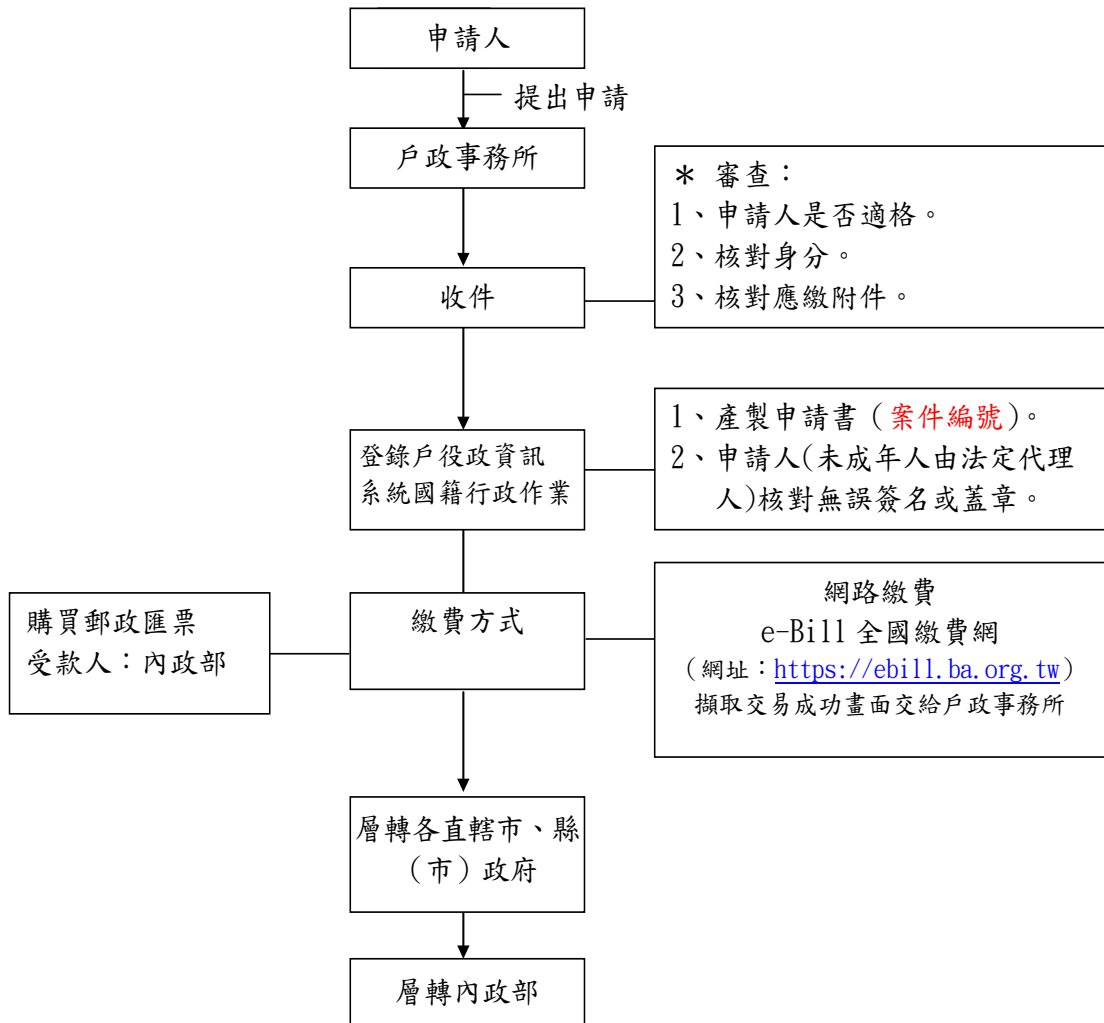 申請人
提出申請
戶政事務所
＊ 審查：
1、申請人是否適格。
2、核對身分。
3、核對應繳附件。
收件
1、產製申請書（案件編號）。
2、申請人(未成年人由法定代理
人)核對無誤簽名或蓋章。
登錄戶役政資訊
系統國籍行政作業
購買郵政匯票
受款人：內政部
繳費方式
網路繳費
e-Bill 全國繳費網
（網址：https://ebill.ba.org.tw）
擷取交易成功畫面交給戶政事務所
層轉各直轄市、縣
（市）政府
層轉內政部